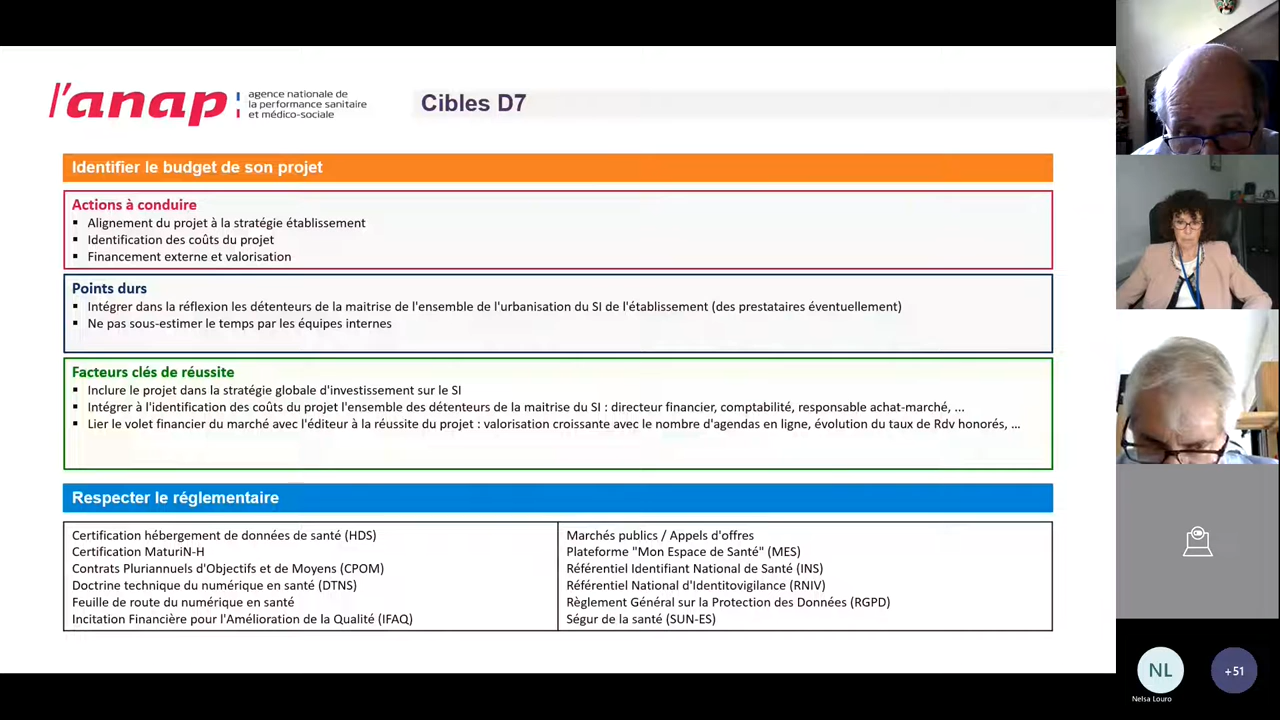 l'anap
agence nationale de
la performance sanitaire
et médico-sociale
Cibles D7
Identifier le budget de son projet
Actions à conduire
▪ Alignement du projet à la stratégie établissement
▪ Identification des coûts du projet
▪ Financement externe et valorisation
Points durs
▪ Intégrer dans la réflexion les détenteurs de la maitrise de l'ensemble de l'urbanisation du SI de l'établissement (des prestataires éventuellement)
▪ Ne pas sous-estimer le temps par les équipes internes
Facteurs clés de réussite
▪ Inclure le projet dans la stratégie globale d'investissement sur le SI
▪ Intégrer à l'identification des coûts du projet l'ensemble des détenteurs de la maitrise du SI : directeur financier, comptabilité, responsable achat-marché, ...
▪ Lier le volet financier du marché avec l'éditeur à la réussite du projet : valorisation croissante avec le nombre d'agendas en ligne, évolution du taux de Rdv honorés, ...
Respecter le réglementaire
Certification hébergement de données de santé (HDS)
Certification MaturiN-H
Contrats Pluriannuels d'Objectifs et de Moyens (CPOM)
Doctrine technique du numérique en santé (DTNS)
Feuille de route du numérique en santé
Incitation Financière pour l'Amélioration de la Qualité (IFAQ)
Marchés publics / Appels d'offres
Plateforme "Mon Espace de Santé" (MES)
Référentiel Identifiant National de Santé (INS)
Référentiel National d'Identitovigilance (RNIV)
Règlement Général sur la Protection des Données (RGPD)
Ségur de la santé (SUN-ES)
NL
Nelsa Louro
+51